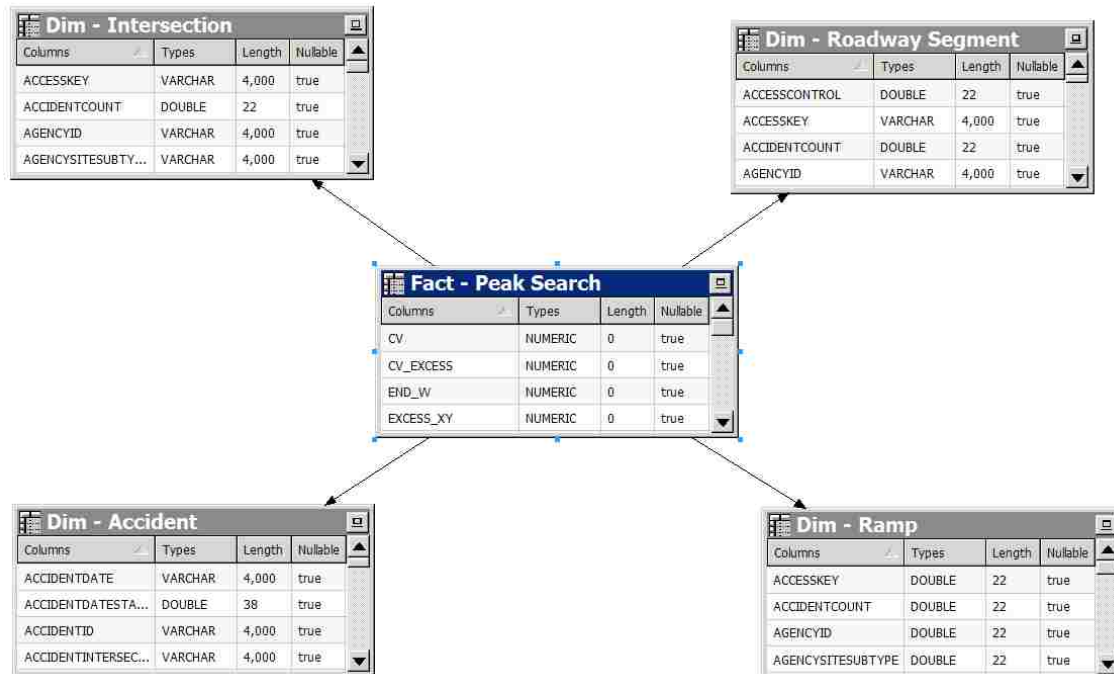 Dim - Intersection
Columns Types Length Nullable
ACCESSKEY VARCHAR 4,000 true
ACCIDENTCOUNT DOUBLE 22 true
AGENCYID VARCHAR 4,000 true
AGENCYSITESUBTY... VARCHAR 4,000 true
Dim - Roadway Segment
Columns Types Length Nullable
ACCESSCONTROL DOUBLE 22 true
ACCESSKEY VARCHAR 4,000 true
ACCIDENTCOUNT DOUBLE 22 true
AGENCYID VARCHAR 4,000 true
Fact - Peak Search
Columns Types Length Nullable
CV NUMERIC 0 true
CV_EXCESS NUMERIC 0 true
END_W NUMERIC 0 true
EXCESS_XY NUMERIC 0 true
Dim - Accident
Columns Types Length Nullable
ACCIDENTDATE VARCHAR 4,000 true
ACCIDENTDATESTA... DOUBLE 38 true
ACCIDENTID VARCHAR 4,000 true
ACCIDENTINTERSEC... VARCHAR 4,000 true
Dim - Ramp
Columns Types Length Nullable
ACCESSKEY DOUBLE 22 true
ACCIDENTCOUNT DOUBLE 22 true
AGENCYID DOUBLE 22 true
AGENCYSITESUBTYPE DOUBLE 22 true